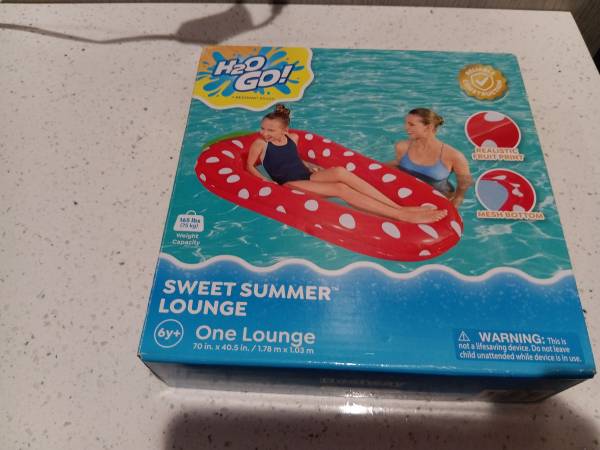 H2O
GO!
REALISTIC
FRUIT PRINT
MESH BOTTOM
165 lbs
(75 kg)
Weight
Capacity
SWEET SUMMER™
LOUNGE
6y+
One Lounge
70 in. x 40.5 in. / 1.78 m x 1.03 m
WARNING: This is
not a lifesaving device. Do not leave
child unattended while device is in use.